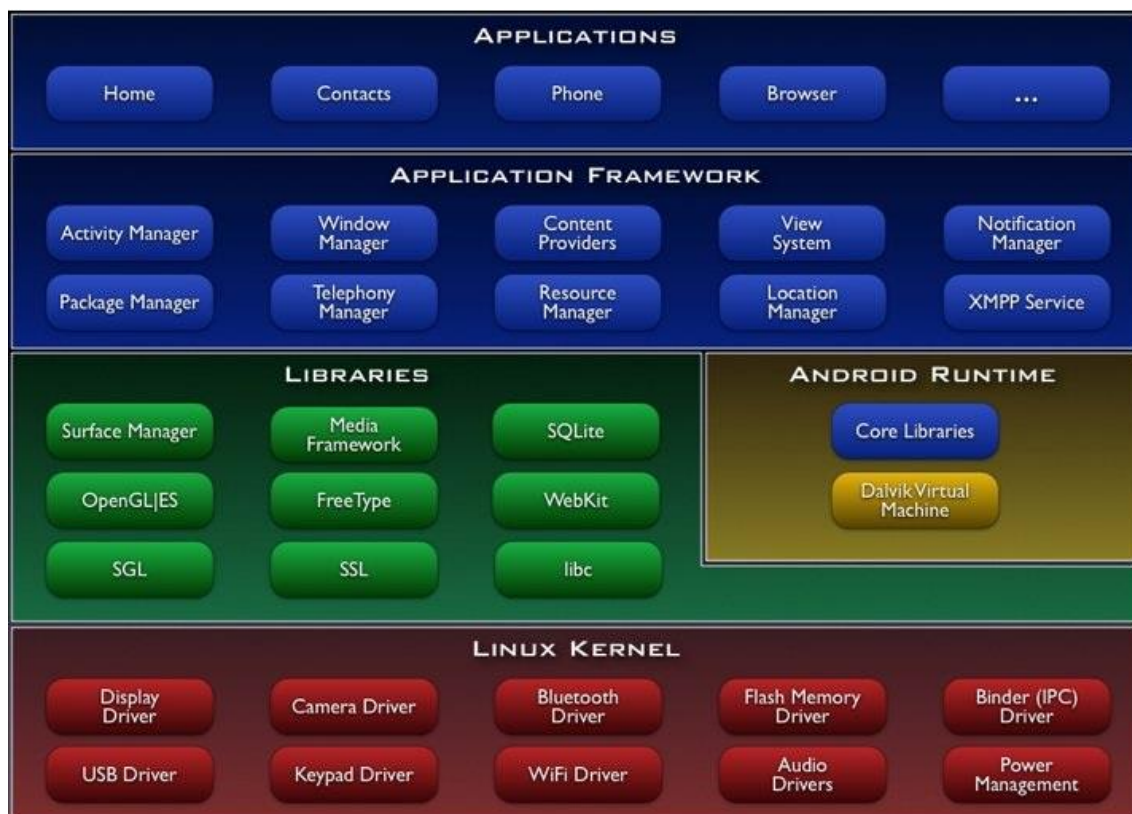 APPLICATIONS
Home
Contacts
Phone
Browser
...
APPLICATION FRAMEWORK
Activity Manager
Window
Manager
Content
Providers
View
System
Notification
Manager
Package Manager
Telephony
Manager
Resource
Manager
Location
Manager
XMPP Service
LIBRARIES
Surface Manager
Media
Framework
SQLite
OpenGL|ES
FreeType
WebKit
SGL
SSL
libc
ANDROID RUNTIME
Core Libraries
Dalvik Virtual
Machine
LINUX KERNEL
Display
Driver
Camera Driver
Bluetooth
Driver
Flash Memory
Driver
Binder (IPC)
Driver
USB Driver
Keypad Driver
WiFi Driver
Audio
Drivers
Power
Management